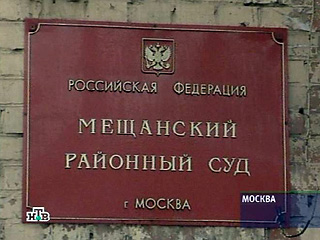 РОССИЙСКАЯ ФЕДЕРАЦИЯ
МЕЩАНСКИЙ
РАЙОННЫЙ СУД
г МОСКВА
МОСКВА
НТВ